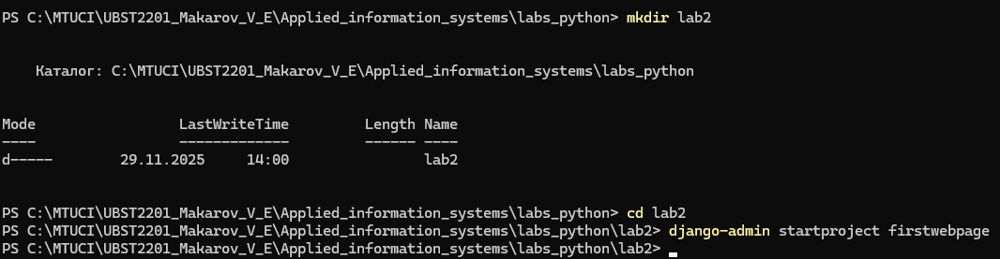 PS C:\MTUCI\UBST2201_Makarov_V_E\Applied_information_systems\labs_python> mkdir lab2
Каталог: C:\MTUCI\UBST2201_Makarov_V_E\Applied_information_systems\labs_python
Mode                 LastWriteTime         Length Name
----                 -------------         ------ ----
d-----        29.11.2025     14:00                lab2
PS C:\MTUCI\UBST2201_Makarov_V_E\Applied_information_systems\labs_python> cd lab2
PS C:\MTUCI\UBST2201_Makarov_V_E\Applied_information_systems\labs_python\lab2> django-admin startproject firstwebpage
PS C:\MTUCI\UBST2201_Makarov_V_E\Applied_information_systems\labs_python\lab2>